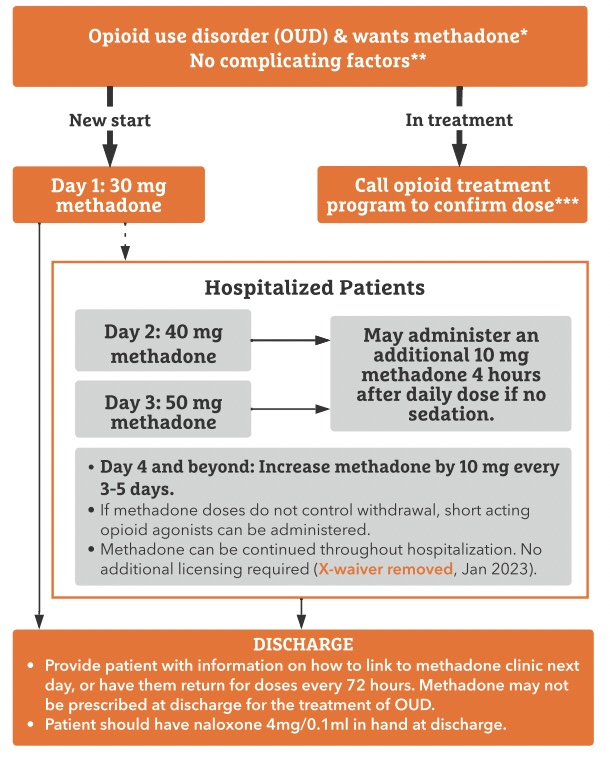 Opioid use disorder (OUD) & wants methadone*
No complicating factors**
New start
In treatment
Day 1: 30 mg
methadone
Call opioid treatment
program to confirm dose***
Hospitalized Patients
Day 2: 40 mg
methadone
May administer an
additional 10 mg
methadone 4 hours
after daily dose if no
sedation.
Day 3: 50 mg
methadone
• Day 4 and beyond: Increase methadone by 10 mg every
3-5 days.
• If methadone doses do not control withdrawal, short acting
opioid agonists can be administered.
• Methadone can be continued throughout hospitalization. No
additional licensing required (X-waiver removed, Jan 2023).
DISCHARGE
• Provide patient with information on how to link to methadone clinic next
day, or have them return for doses every 72 hours. Methadone may not
be prescribed at discharge for the treatment of OUD.
• Patient should have naloxone 4mg/0.1ml in hand at discharge.